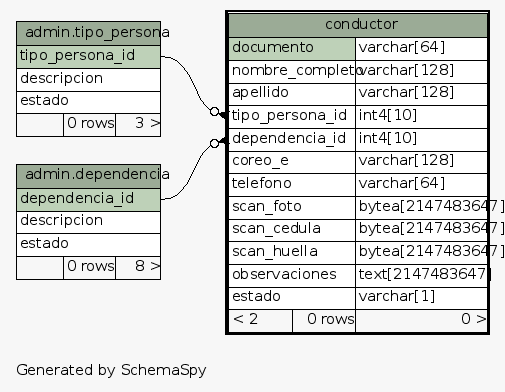 admin.tipo_persona
tipo_persona_id
descripcion
estado
0 rows 3 >
admin.dependencia
dependencia_id
descripcion
estado
0 rows 8 >
conductor
documento varchar[64]
nombre_completo varchar[128]
apellido varchar[128]
tipo_persona_id int4[10]
dependencia_id int4[10]
coreo_e varchar[128]
telefono varchar[64]
scan_foto bytea[2147483647]
scan_cedula bytea[2147483647]
scan_huella bytea[2147483647]
observaciones text[2147483647]
estado varchar[1]
< 2 0 rows 0 >
Generated by SchemaSpy